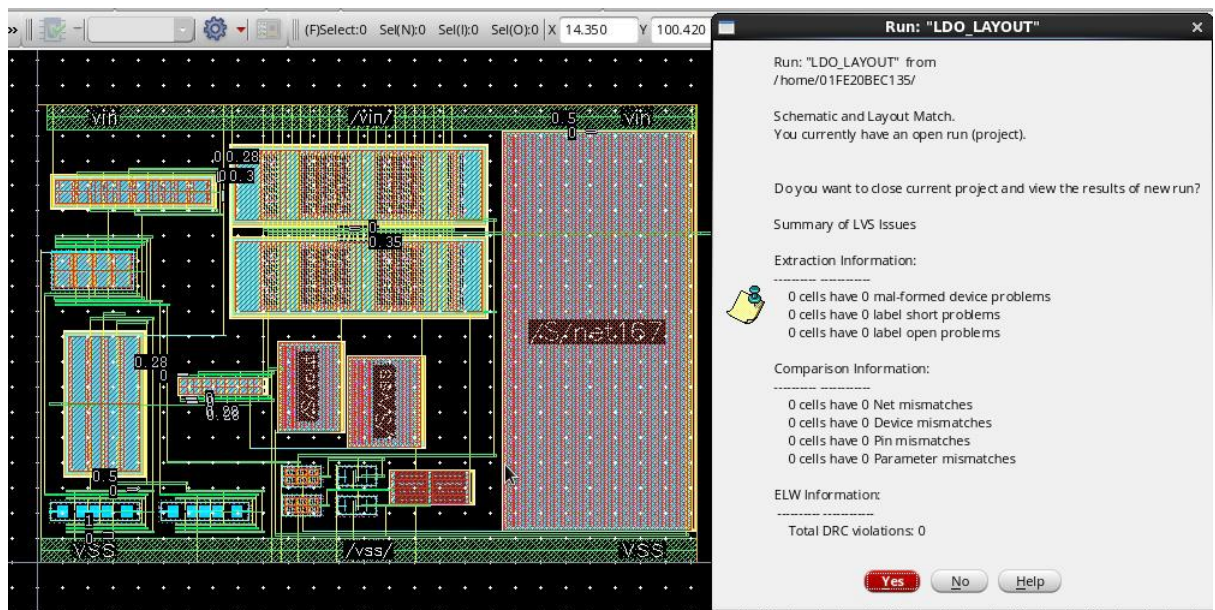 »
(F)Select:0 Sel(N):0 Sel(I):0 Sel(O):0 X 14.350 Y 100.420
vin /vin/ 0.5 vin
0
0 0.28
0 0.3
0
0.35
/S/net167
0.28
0
0.28
0.5
0
1
0
VSS /vss/ VSS
Run: "LDO_LAYOUT" ×
Run: "LDO_LAYOUT" from
/home/01FE20BEC135/
Schematic and Layout Match.
You currently have an open run (project).
Do you want to close current project and view the results of new run?
Summary of LVS Issues
Extraction Information:
---------- ------------
0 cells have 0 mal-formed device problems
0 cells have 0 label short problems
0 cells have 0 label open problems
Comparison Information:
---------- ------------
0 cells have 0 Net mismatches
0 cells have 0 Device mismatches
0 cells have 0 Pin mismatches
0 cells have 0 Parameter mismatches
ELW Information:
---------- ------------
Total DRC violations: 0
Yes No Help